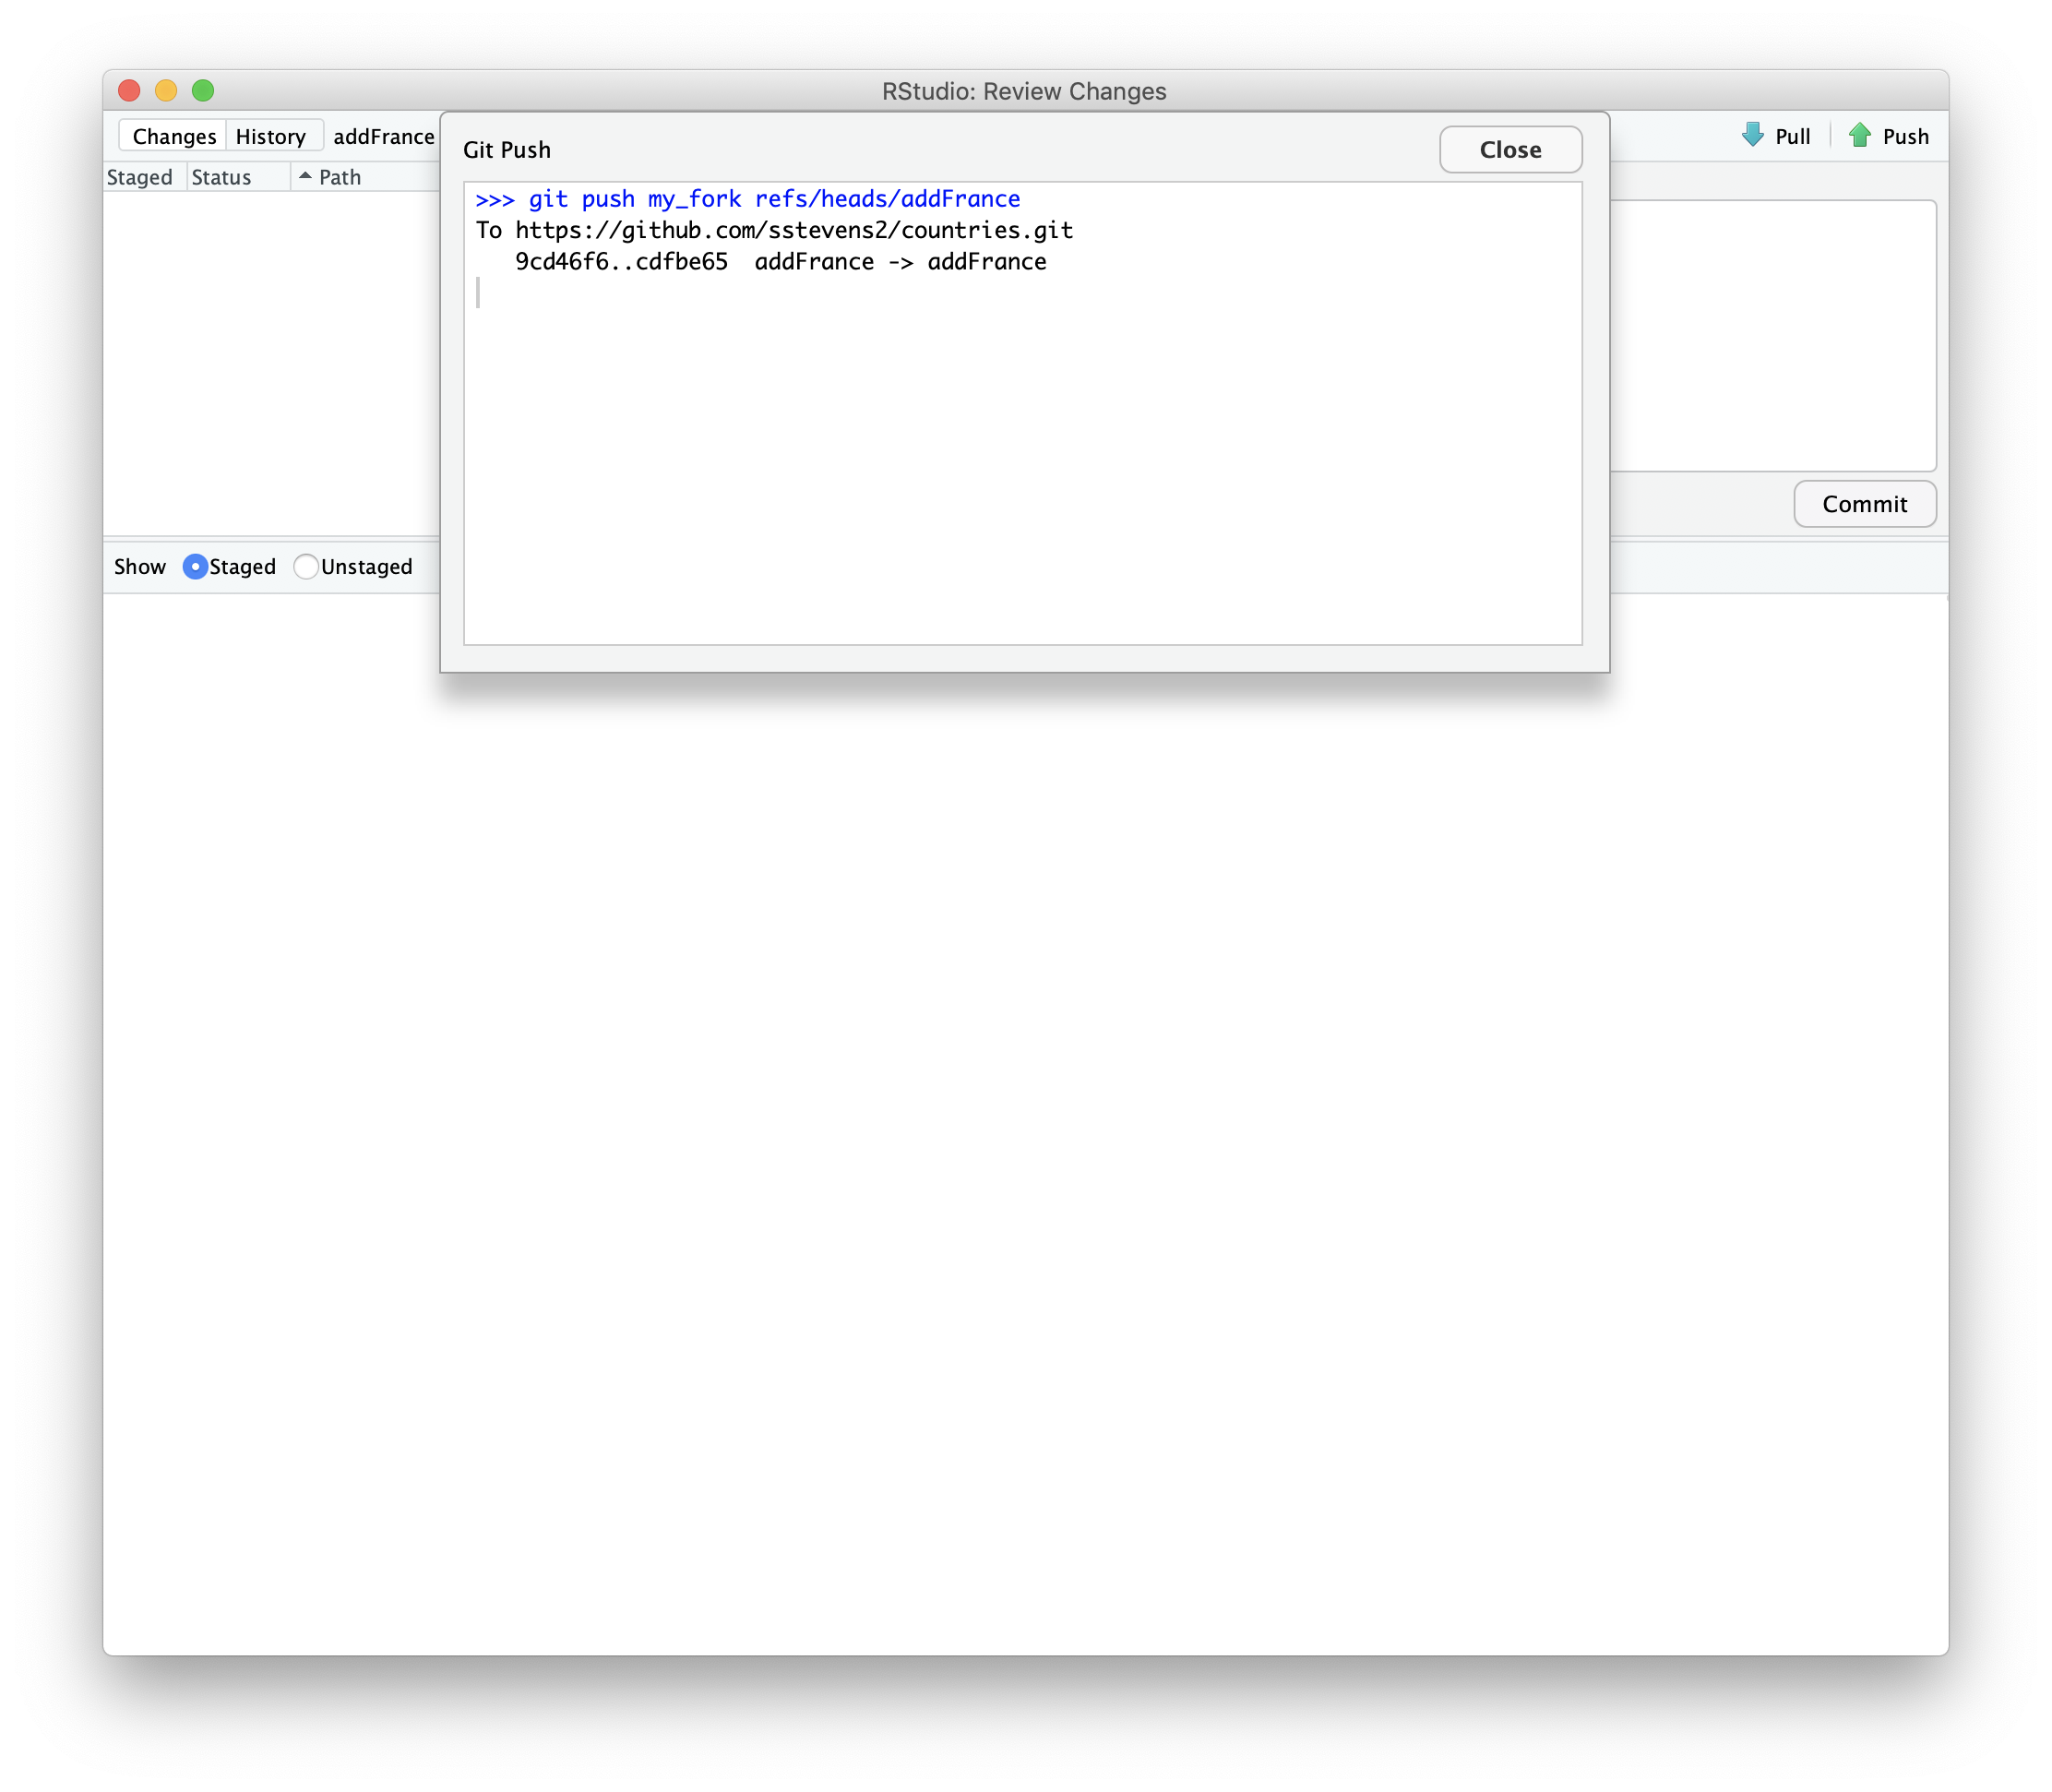 RStudio: Review Changes
Changes History addFrance
Pull Push
Staged Status Path
Git Push
Close
>>> git push my_fork refs/heads/addFrance
To https://github.com/sstevens2/countries.git
   9cd46f6..cdfbe65  addFrance -> addFrance
Commit
Show Staged Unstaged